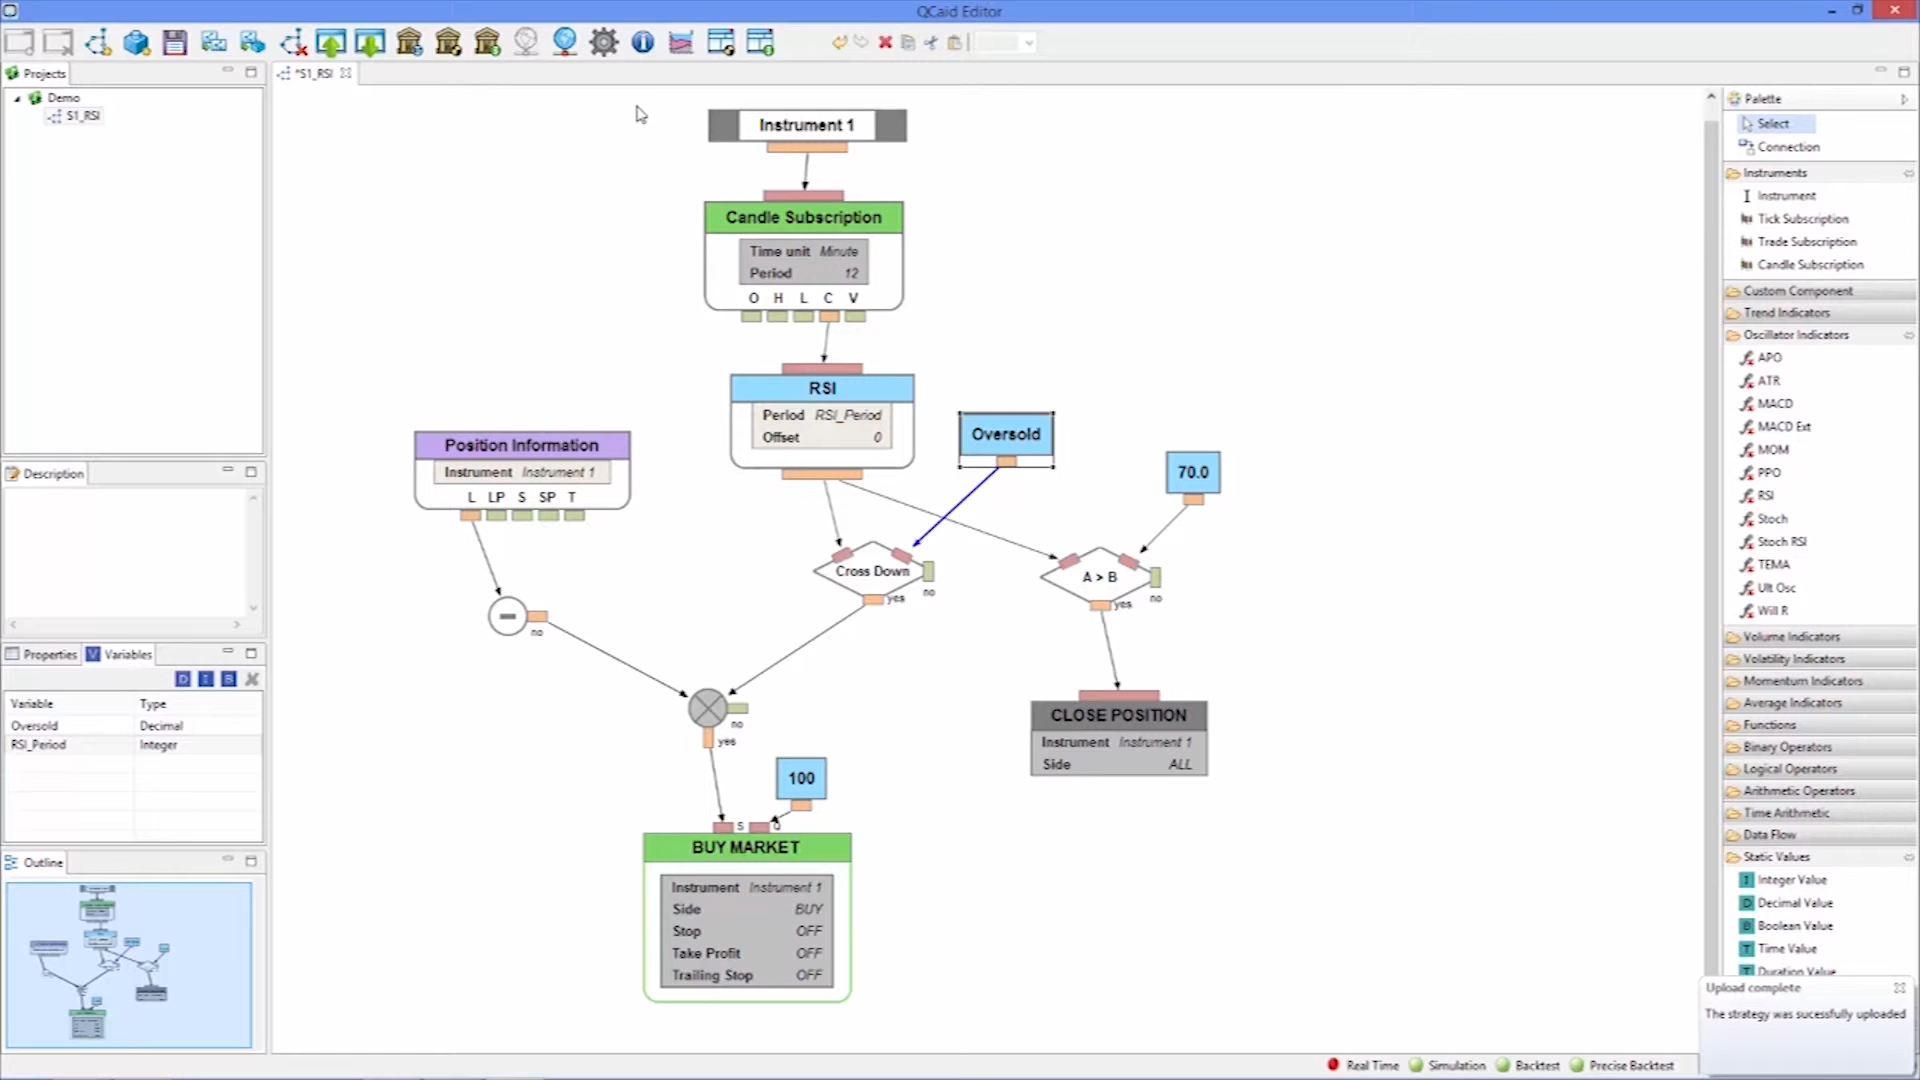 QCaid Editor
Projects
*S1_RSI
Demo
S1_RSI
Description
Properties
Variables
D I B
Variable Type
Oversold Decimal
RSI_Period Integer
Outline
Instrument 1
Candle Subscription
Time unit Minute
Period 12
O H L C V
RSI
Period RSI_Period
Offset 0
Oversold
70.0
Position Information
Instrument Instrument 1
L LP S SP T
Cross Down
yes
no
A > B
yes
no
no
no
yes
CLOSE POSITION
Instrument Instrument 1
Side ALL
100
S
BUY MARKET
Instrument Instrument 1
Side BUY
Stop OFF
Take Profit OFF
Trailing Stop OFF
Palette
Select
Connection
Instruments
Instrument
Tick Subscription
Trade Subscription
Candle Subscription
Custom Component
Trend Indicators
Oscillator Indicators
APO
ATR
MACD
MACD Ext
MOM
PPO
RSI
Stoch
Stoch RSI
TEMA
Ult Osc
Will R
Volume Indicators
Volatility Indicators
Momentum Indicators
Average Indicators
Functions
Binary Operators
Logical Operators
Arithmetic Operators
Time Arithmetic
Data Flow
Static Values
I Integer Value
D Decimal Value
B Boolean Value
T Time Value
T Duration Value
Upload complete
The strategy was sucessfully uploaded
Real Time
Simulation
Backtest
Precise Backtest